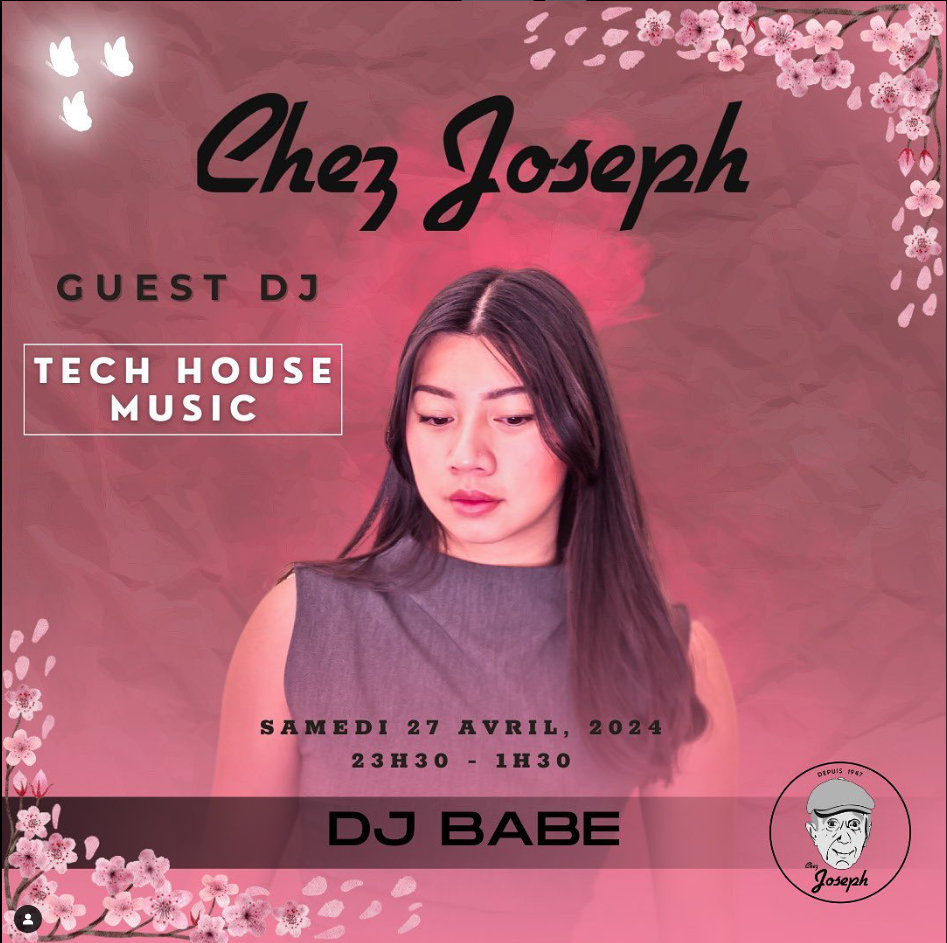 Chez Joseph
GUEST DJ
TECH HOUSE
MUSIC
SAMEDI 27 AVRIL, 2024
23H30 - 1H30
DJ BABE
DEPUIS 1947
Chez
Joseph